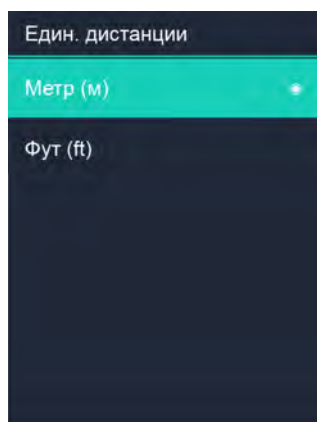 Един. дистанции
Метр (м)
Фут (ft)